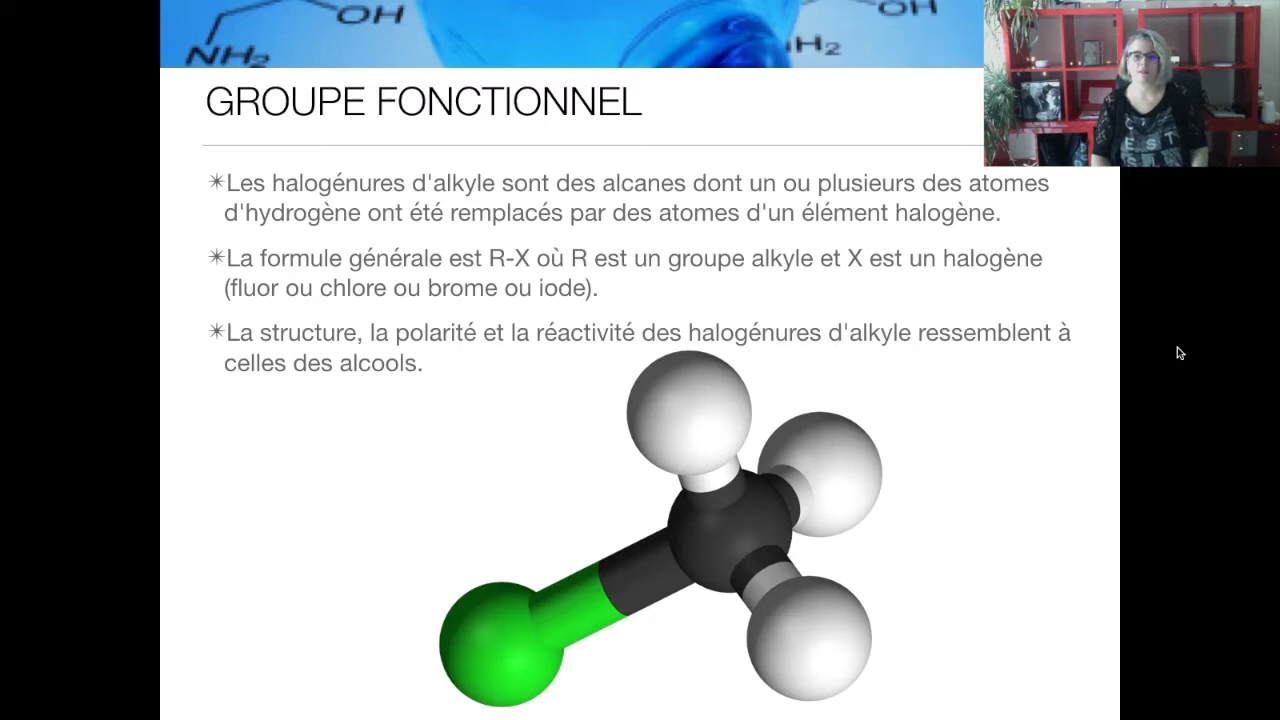 OH
OH
NH₂
H₂
GROUPE FONCTIONNEL
✴Les halogénures d'alkyle sont des alcanes dont un ou plusieurs des atomes
d'hydrogène ont été remplacés par des atomes d'un élément halogène.
✴La formule générale est R-X où R est un groupe alkyle et X est un halogène
(fluor ou chlore ou brome ou iode).
✴La structure, la polarité et la réactivité des halogénures d'alkyle ressemblent à
celles des alcools.